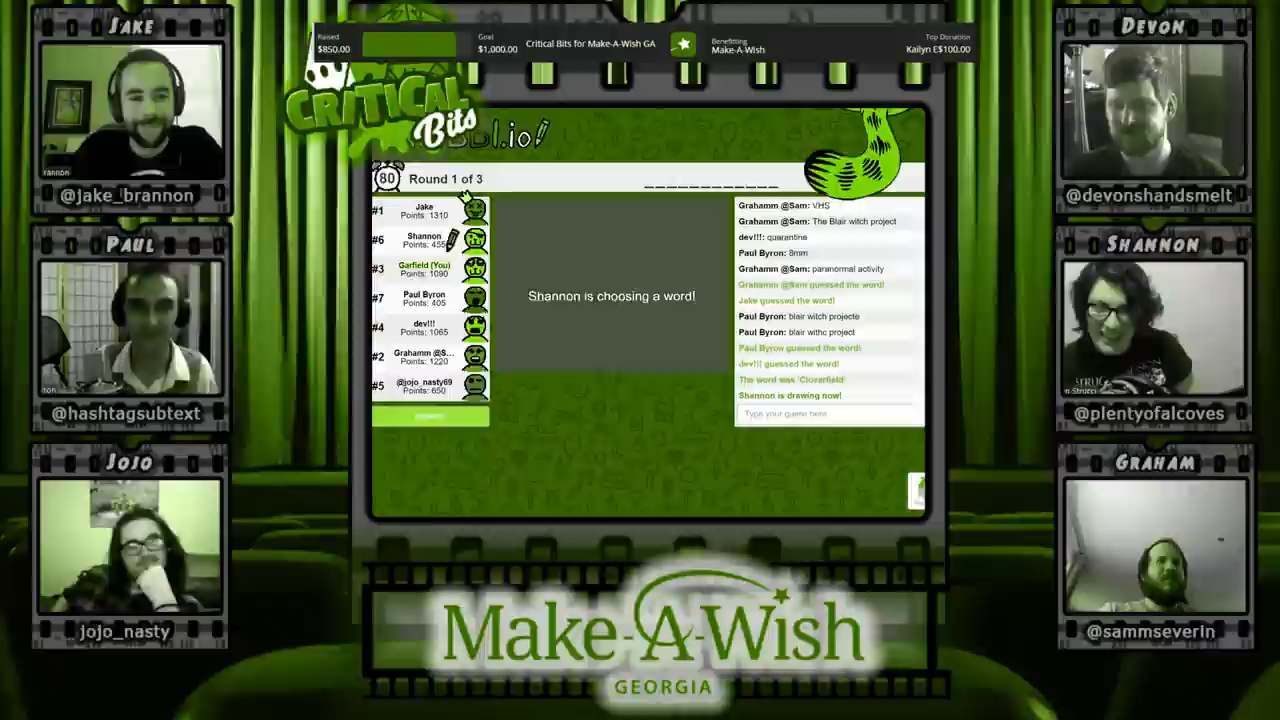 JAKE
@jake_brannon
PAUL
@hashtagsubtext
JOJO
jojo_nasty
Raised
$850.00
Goal
$1,000.00
Critical Bits for Make-A-Wish GA
Benefitting
Make-A-Wish
Top Donation
Kailyn E$100.00
CRITICAL
Bits
l.io!
80
Round 1 of 3
____________
#1
Jake
Points: 1310
#6
Shannon
Points: 455
#3
Garfield (You)
Points: 1090
#7
Paul Byron
Points: 405
#4
dev!!!
Points: 1065
#2
Grahamm @S...
Points: 1220
#5
@jojo_nasty69
Points: 650
Shannon is choosing a word!
Grahamm @Sam: VHS
Grahamm @Sam: The Blair witch project
dev!!!: quarantine
Paul Byron: 8mm
Grahamm @Sam: paranormal activity
Grahamm @Sam guessed the word!
Jake guessed the word!
Paul Byron: blair witch projecte
Paul Byron: blair withc project
Paul Byron guessed the word!
dev!!! guessed the word!
The word was 'Cloverfield'
Shannon is drawing now!
Type your guess here
Make-A-Wish
GEORGIA
DEVON
@devonshandsmelt
SHANNON
@plentyofalcoves
GRAHAM
@sammseverin